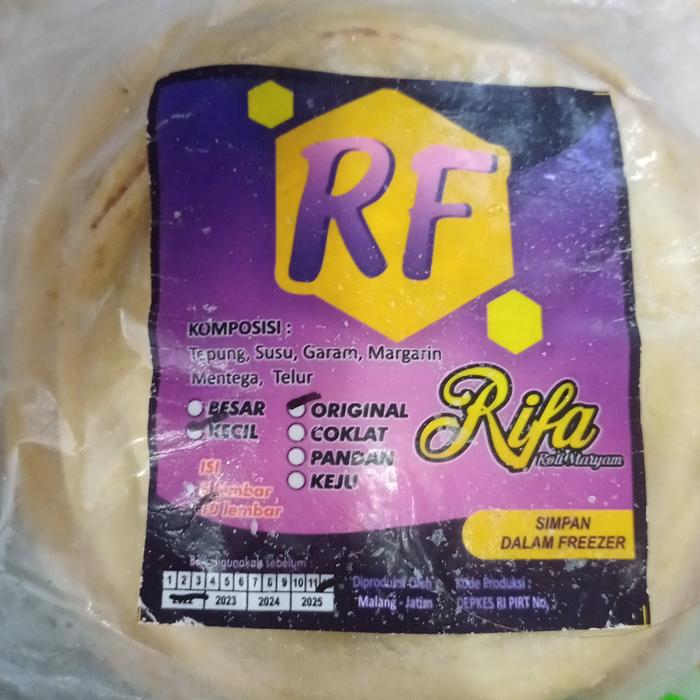 RF
KOMPOSISI :
Tepung, Susu, Garam, Margarin
Mentega, Telur
BESAR
KECIL
ORIGINAL
COKLAT
PANDAN
KEJU
Rifa
Roti Maryam
ISI
lembar
10 lembar
SIMPAN
DALAM FREEZER
Baik digunakan sebelum :
1 2 3 4 5 6 7 8 9 10 11
2022 2023 2024 2025
Diproduksi Oleh :
Malang - Jatim
Kode Produksi :
DEPKES RI PIRT No,